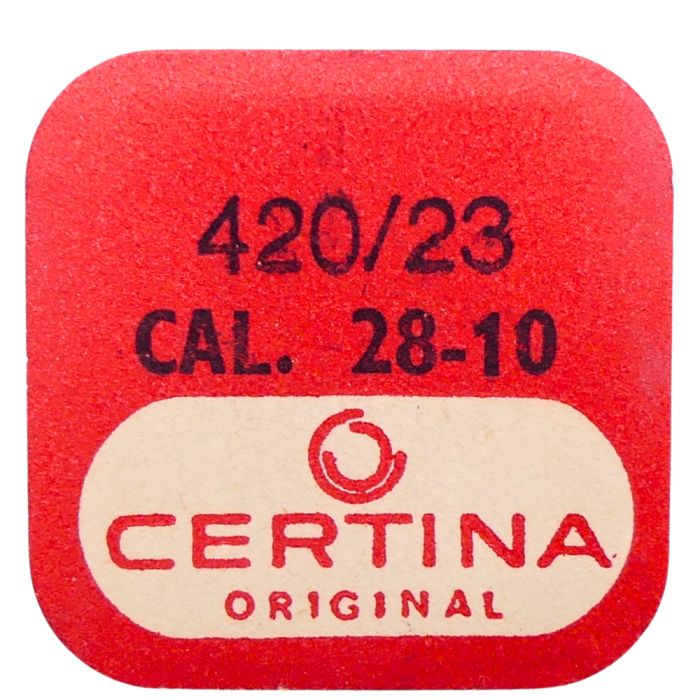 420/23
CAL. 28-10
CERTINA
ORIGINAL